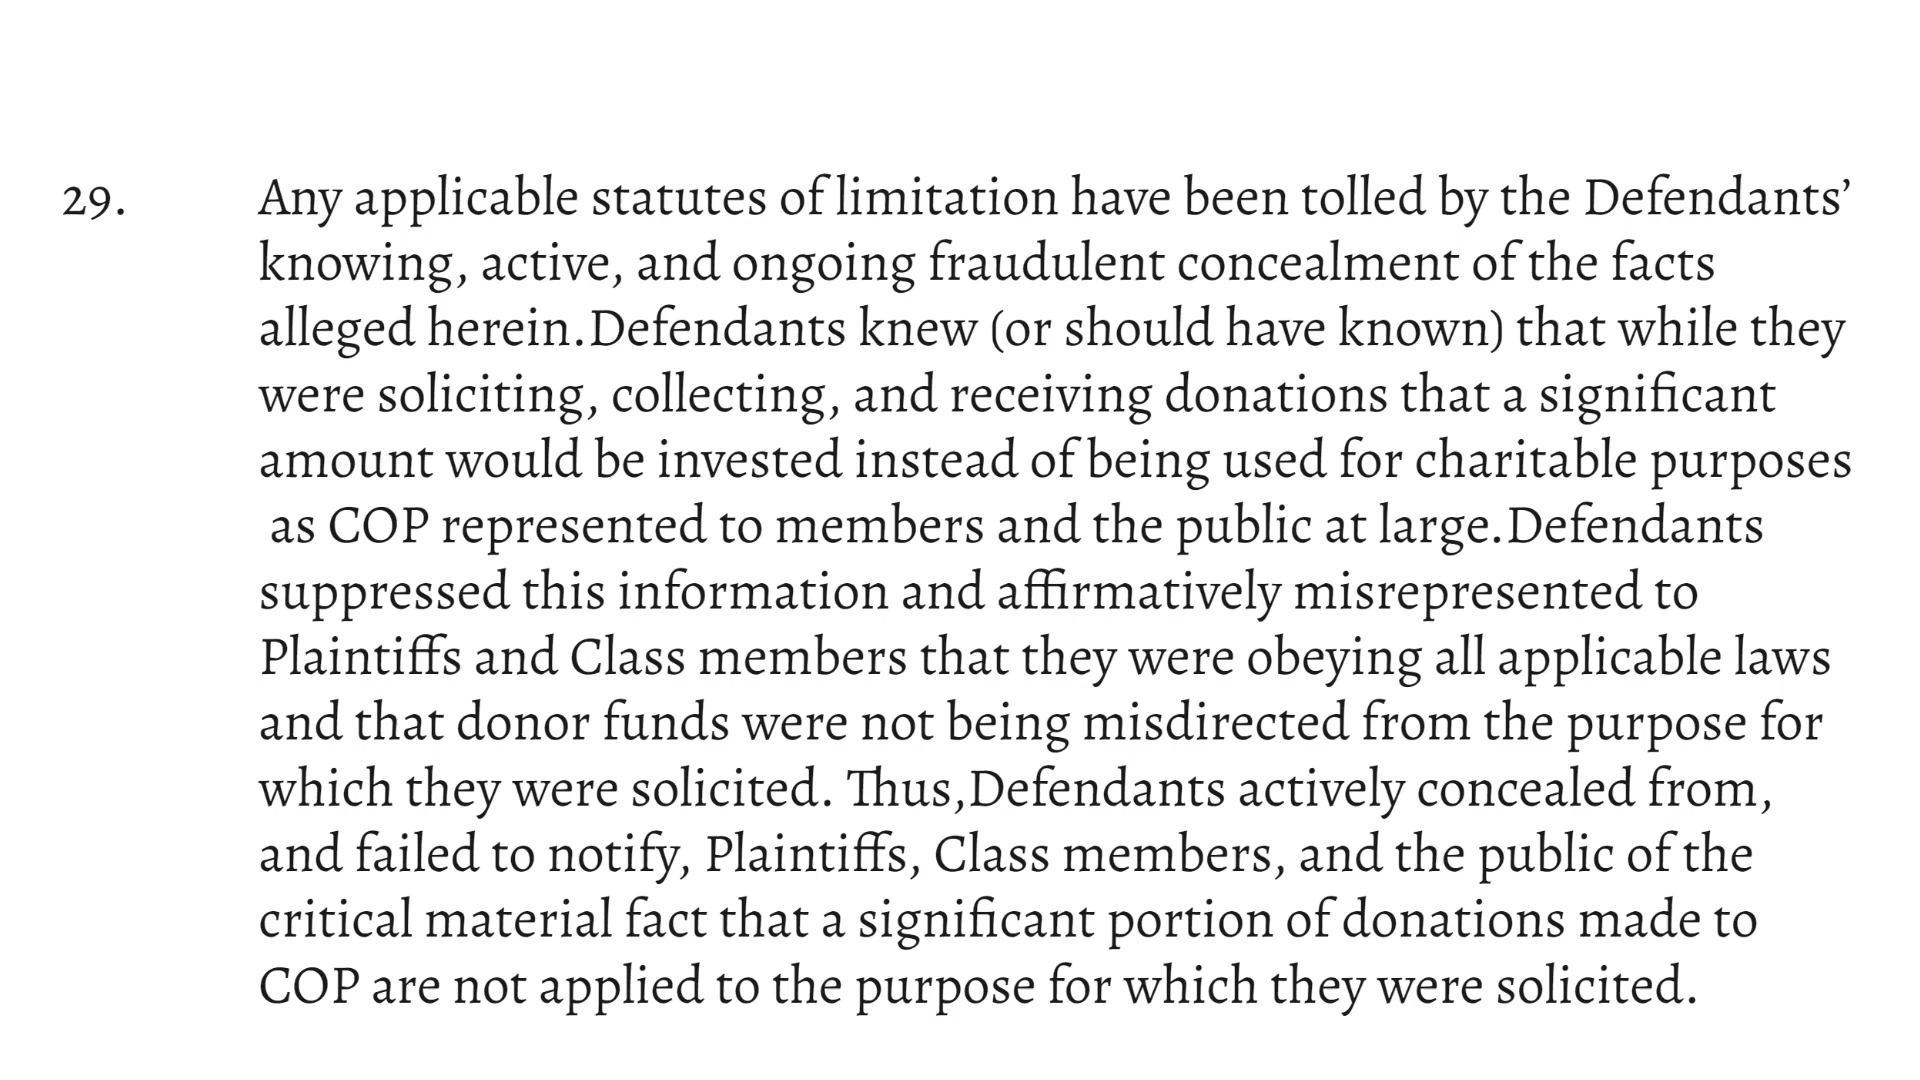 29. Any applicable statutes of limitation have been tolled by the Defendants’
knowing, active, and ongoing fraudulent concealment of the facts
alleged herein.Defendants knew (or should have known) that while they
were soliciting, collecting, and receiving donations that a significant
amount would be invested instead of being used for charitable purposes
as COP represented to members and the public at large.Defendants
suppressed this information and affirmatively misrepresented to
Plaintiffs and Class members that they were obeying all applicable laws
and that donor funds were not being misdirected from the purpose for
which they were solicited. Thus,Defendants actively concealed from,
and failed to notify, Plaintiffs, Class members, and the public of the
critical material fact that a significant portion of donations made to
COP are not applied to the purpose for which they were solicited.